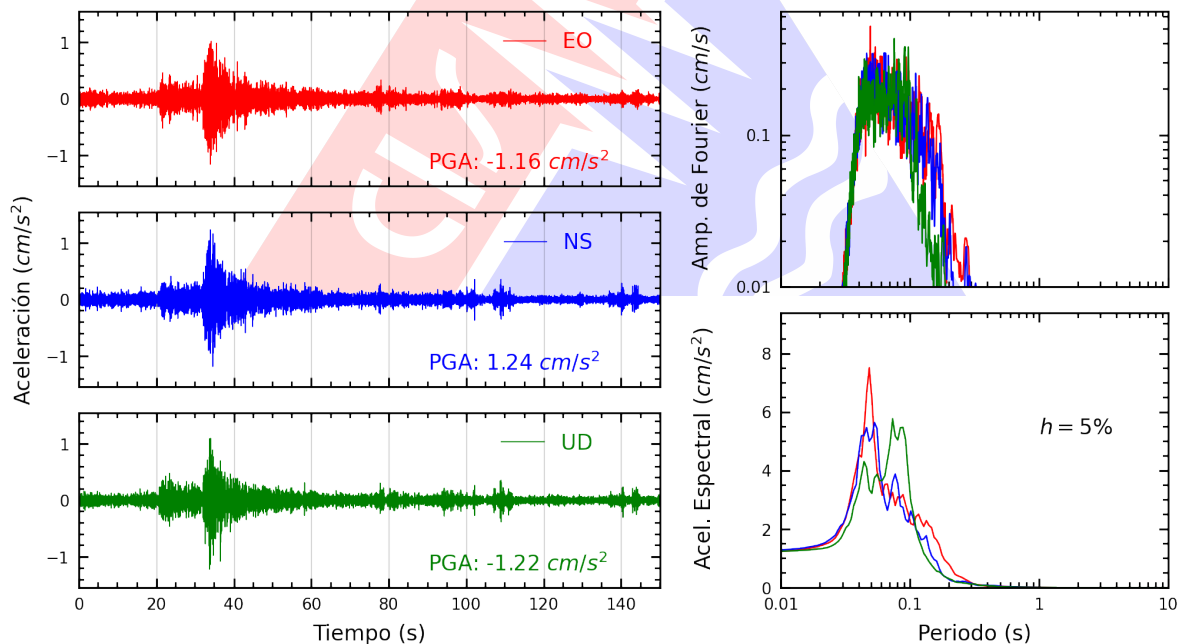 Aceleración (cm/s²)
1
0
−1
EO
PGA: -1.16 cm/s²
1
0
−1
NS
PGA: 1.24 cm/s²
1
0
−1
UD
PGA: -1.22 cm/s²
0 20 40 60 80 100 120 140
Tiempo (s)
Amp. de Fourier (cm/s)
0.1
0.01
Acel. Espectral (cm/s²)
8
6
4
2
0
h = 5%
0.01 0.1 1 10
Periodo (s)